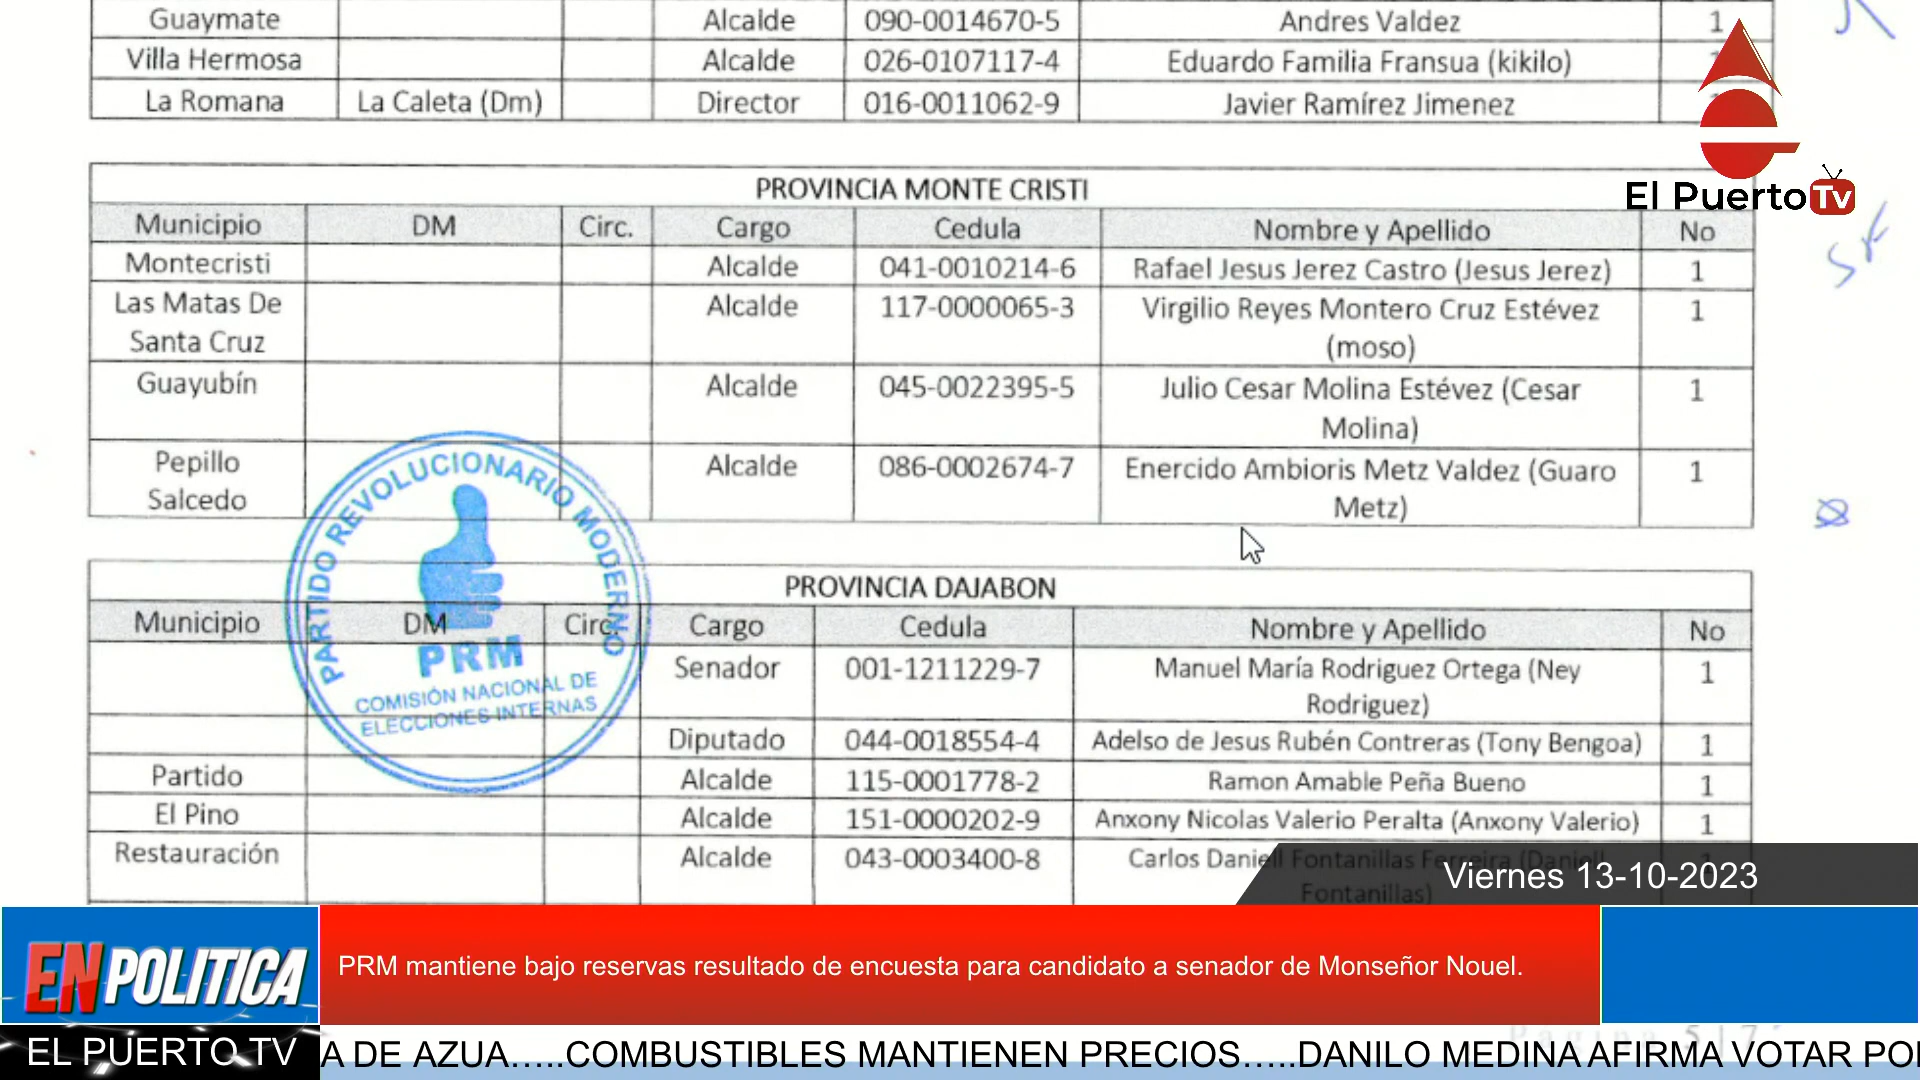 Guaymate Alcalde 090-0014670-5 Andres Valdez 1
Villa Hermosa Alcalde 026-0107117-4 Eduardo Familia Fransua (kikilo)
La Romana La Caleta (Dm) Director 016-0011062-9 Javier Ramírez Jimenez
El Puerto Tv
PROVINCIA MONTE CRISTI
Municipio DM Circ. Cargo Cedula Nombre y Apellido No
Montecristi Alcalde 041-0010214-6 Rafael Jesus Jerez Castro (Jesus Jerez) 1
Las Matas De Alcalde 117-0000065-3 Virgilio Reyes Montero Cruz Estévez 1
Santa Cruz (moso)
Guayubín Alcalde 045-0022395-5 Julio Cesar Molina Estévez (Cesar 1
Molina)
Pepillo Alcalde 086-0002674-7 Enercido Ambioris Metz Valdez (Guaro 1
Salcedo Metz)
PARTIDO REVOLUCIONARIO MODERNO
PRM
COMISIÓN NACIONAL DE
ELECCIONES INTERNAS
PROVINCIA DAJABON
Municipio DM Circ. Cargo Cedula Nombre y Apellido No
Senador 001-1211229-7 Manuel María Rodriguez Ortega (Ney 1
Rodriguez)
Diputado 044-0018554-4 Adelso de Jesus Rubén Contreras (Tony Bengoa) 1
Partido Alcalde 115-0001778-2 Ramon Amable Peña Bueno 1
El Pino Alcalde 151-0000202-9 Anxony Nicolas Valerio Peralta (Anxony Valerio) 1
Restauración Alcalde 043-0003400-8 Carlos Daniell Fontanillas Ferreira (Daniell
Fontanillas)
Viernes 13-10-2023
EN POLITICA
PRM mantiene bajo reservas resultado de encuesta para candidato a senador de Monseñor Nouel.
EL PUERTO TV
A DE AZUA.....COMBUSTIBLES MANTIENEN PRECIOS......DANILO MEDINA AFIRMA VOTAR POR